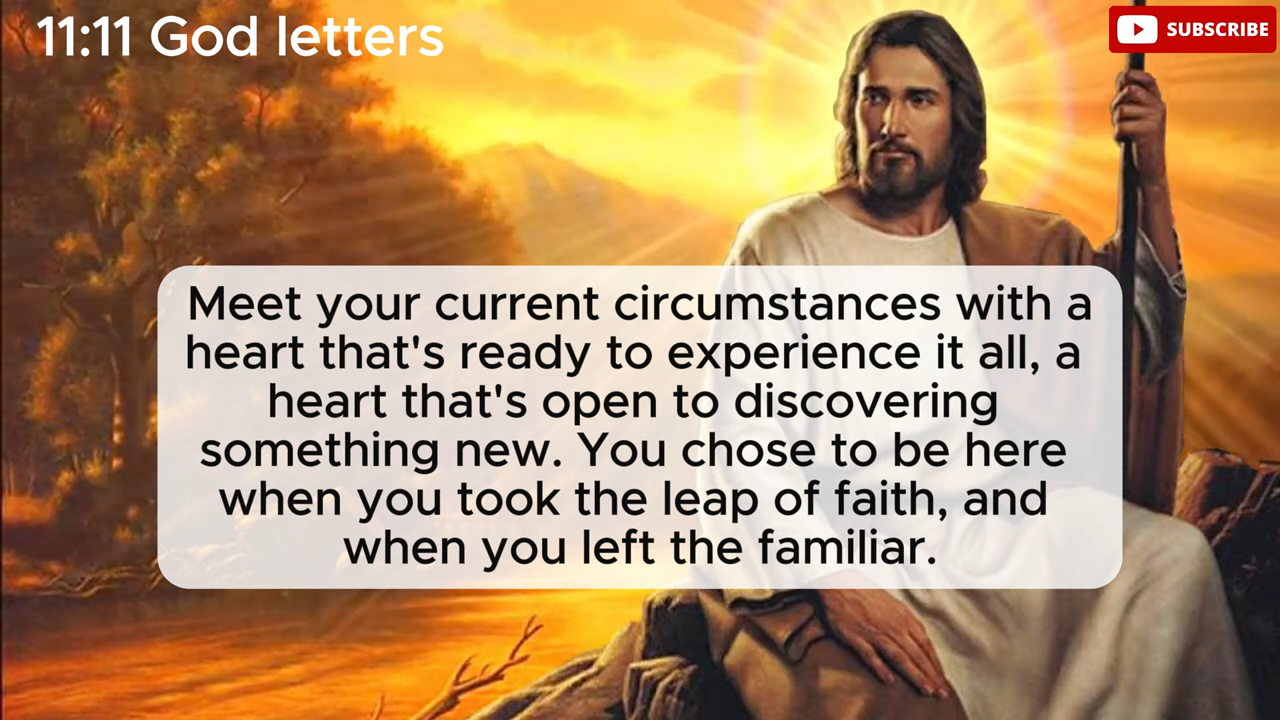 11:11 God letters
SUBSCRIBE
Meet your current circumstances with a
heart that's ready to experience it all, a
heart that's open to discovering
something new. You chose to be here
when you took the leap of faith, and
when you left the familiar.